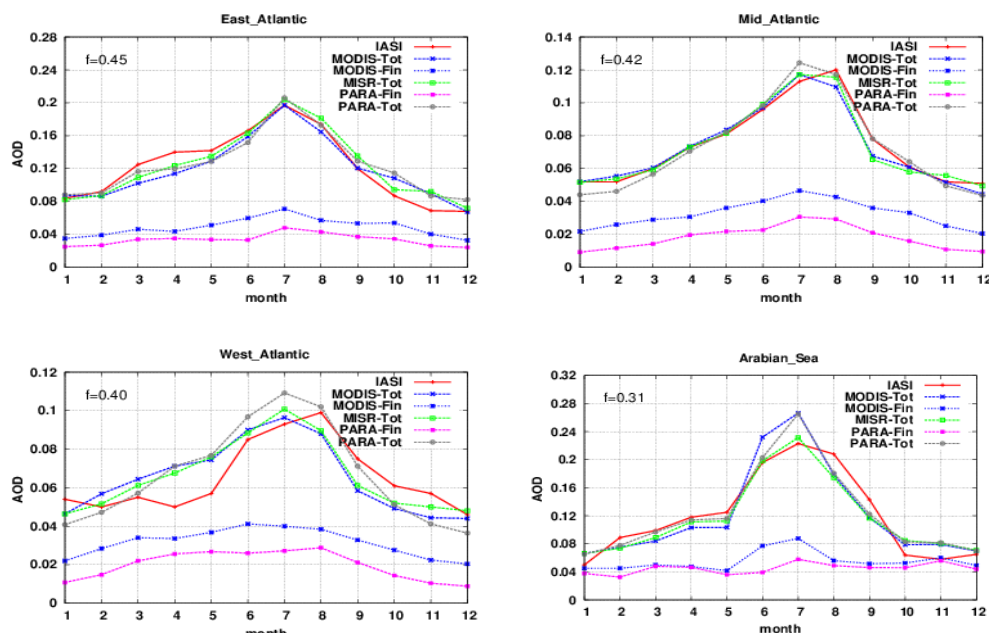 East_Atlantic
f=0.45
IASI
MODIS-Tot
MODIS-Fin
MISR-Tot
PARA-Fin
PARA-Tot
AOD
0.28
0.24
0.2
0.16
0.12
0.08
0.04
0
1 2 3 4 5 6 7 8 9 10 11 12
month
Mid_Atlantic
f=0.42
IASI
MODIS-Tot
MODIS-Fin
MISR-Tot
PARA-Fin
PARA-Tot
AOD
0.14
0.12
0.1
0.08
0.06
0.04
0.02
0
1 2 3 4 5 6 7 8 9 10 11 12
month
West_Atlantic
f=0.40
IASI
MODIS-Tot
MODIS-Fin
MISR-Tot
PARA-Fin
PARA-Tot
AOD
0.12
0.1
0.08
0.06
0.04
0.02
0
1 2 3 4 5 6 7 8 9 10 11 12
month
Arabian_Sea
f=0.31
IASI
MODIS-Tot
MODIS-Fin
MISR-Tot
PARA-Fin
PARA-Tot
AOD
0.32
0.28
0.24
0.2
0.16
0.12
0.08
0.04
0
1 2 3 4 5 6 7 8 9 10 11 12
month